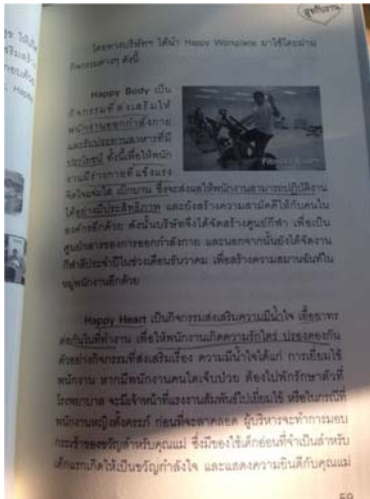 สุขกับงาน
โดยทางบริษัทฯ ได้นำ Happy Workplace มาใช้โดยผ่าน
กิจกรรมต่างๆ ดังนี้
Happy Body เป็น
กิจกรรมที่ส่งเสริมให้
พนักงานออกกำลังกาย
และรับประทานอาหารที่มี
ประโยชน์ ทั้งนี้เพื่อให้พนัก
งานมีร่างกายที่แข็งแรง
จิตใจแจ่มใส เบิกบาน ซึ่งจะส่งผลให้พนักงานสามารถปฏิบัติงาน
ได้อย่างมีประสิทธิภาพ และยังสร้างความสามัคคีให้กับคนใน
องค์กรอีกด้วย ดังนั้นบริษัทจึงได้จัดสร้างศูนย์กีฬา เพื่อเป็น
ศูนย์กลางของการออกกำลังกาย และนอกจากนั้นยังได้จัดงาน
กีฬาสีประจำปีในช่วงเดือนธันวาคม เพื่อสร้างความสมานฉันท์ใน
หมู่พนักงานอีกด้วย
Happy Heart เป็นกิจกรรมส่งเสริมความมีน้ำใจ เอื้ออาทร
ต่อกันในที่ทำงาน เพื่อให้พนักงานเกิดความรักใคร่ ปรองดองกัน
ตัวอย่างกิจกรรมที่ส่งเสริมเรื่อง ความมีน้ำใจได้แก่ การเยี่ยมไข้
พนักงาน หากมีพนักงานคนใดเจ็บป่วย ต้องไปพักรักษาตัวที่
โรงพยาบาล จะมีเจ้าหน้าที่แรงงานสัมพันธ์ไปเยี่ยมไข้ หรือในกรณีที่
พนักงานหญิงตั้งครรภ์ ก่อนที่จะลาคลอด ผู้บริหารจะทำการมอบ
กระเช้าของขวัญสำหรับคุณแม่ ซึ่งมีของใช้เด็กอ่อนที่จำเป็นสำหรับ
เด็กแรกเกิดให้เป็นขวัญกำลังใจ และแสดงความยินดีกับคุณแม่
59